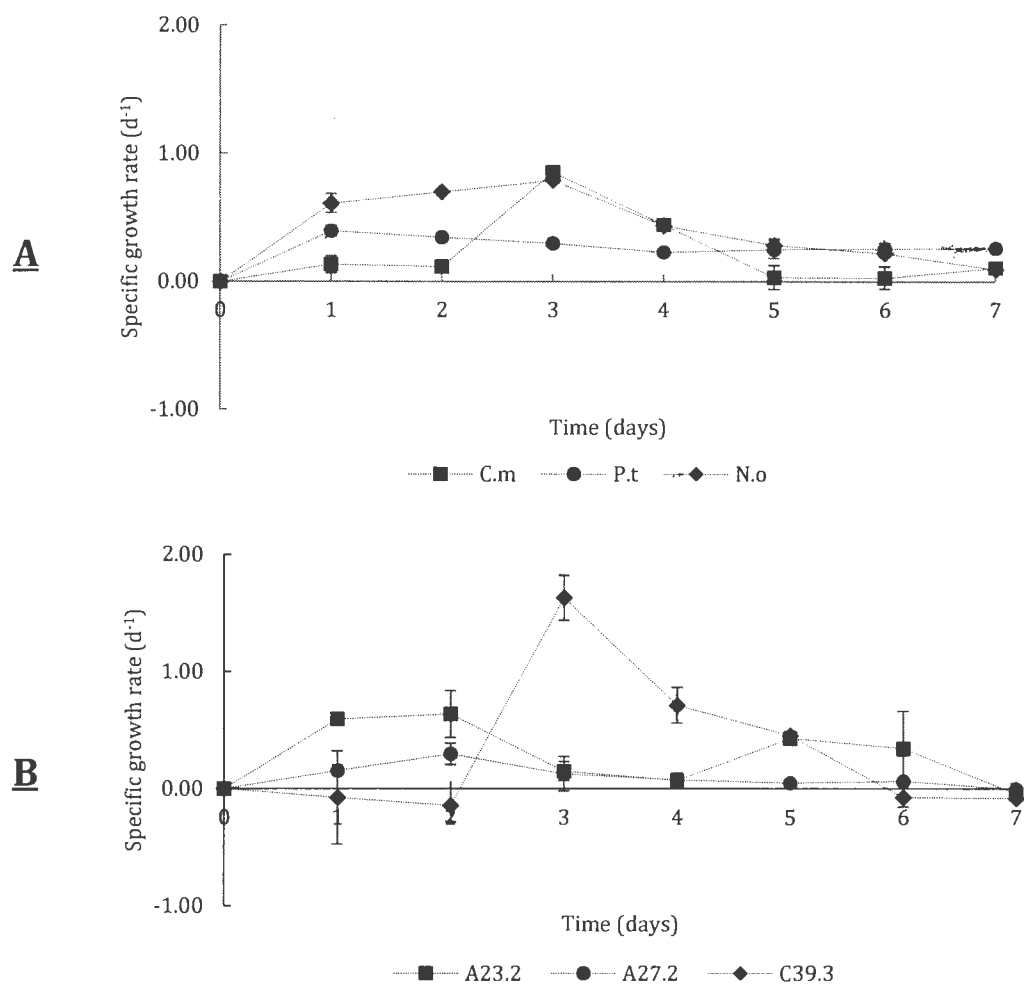 2.00
1.00
0.00
-1.00
Specific growth rate (d-1)
A
0 1 2 3 4 5 6 7
Time (days)
C.m P.t N.o
2.00
1.00
0.00
-1.00
Specific growth rate (d-1)
B
0 1 2 3 4 5 6 7
Time (days)
A23.2 A27.2 C39.3